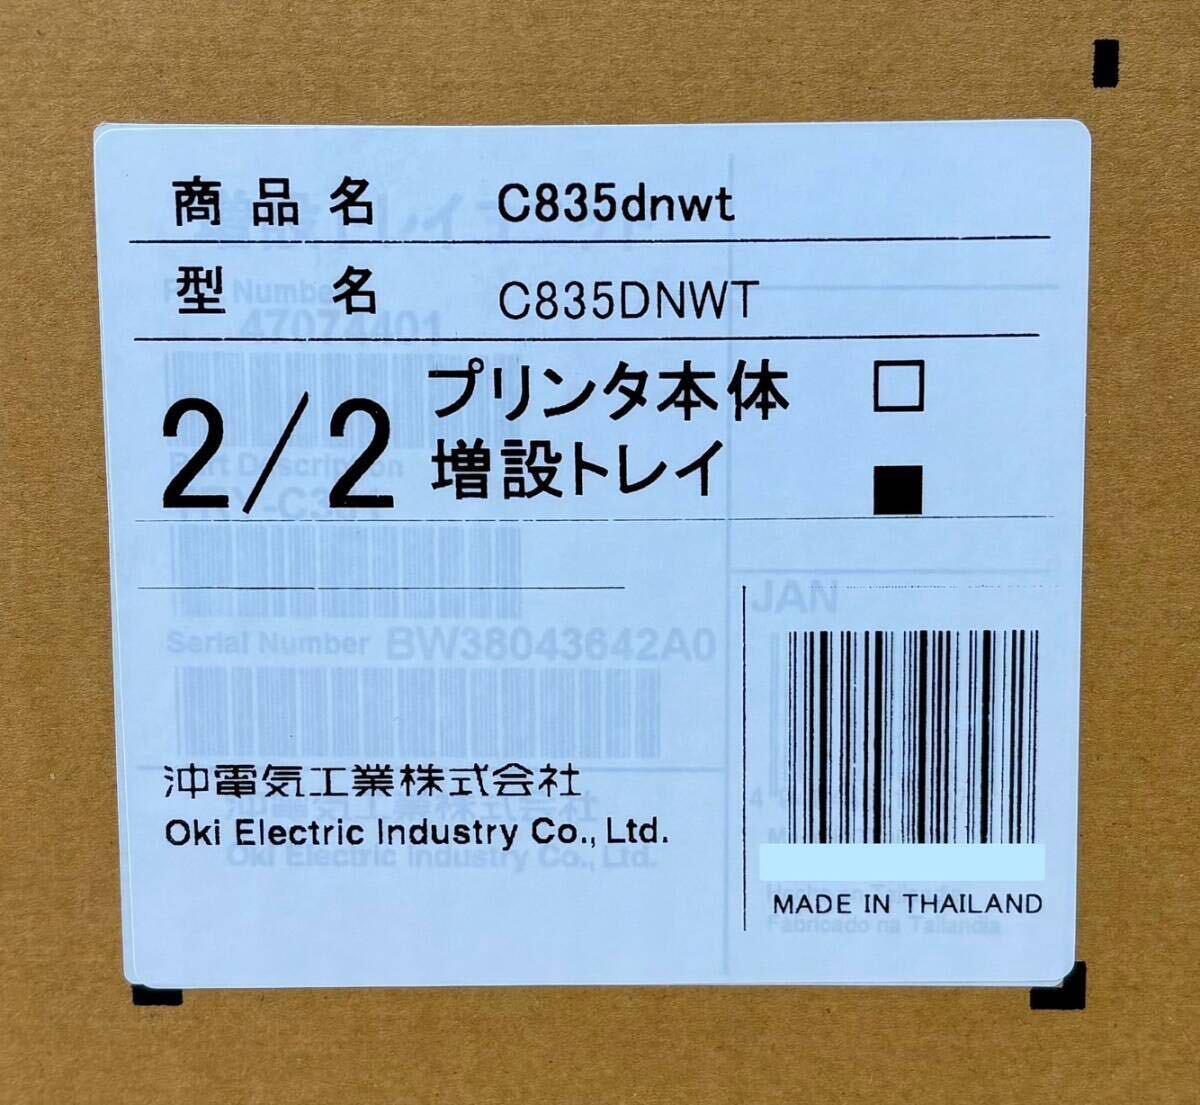 商品名 C835dnwt
型名 C835DNWT
2/2 プリンタ本体 □
増設トレイ ■
Part Number
47074401
Part Description
Serial Number BW38043642A0
JAN
沖電気工業株式会社
Oki Electric Industry Co., Ltd.
沖電気工業株式会社
Oki Electric Industry Co., Ltd.
MADE IN THAILAND
Fabricado na Tailandia